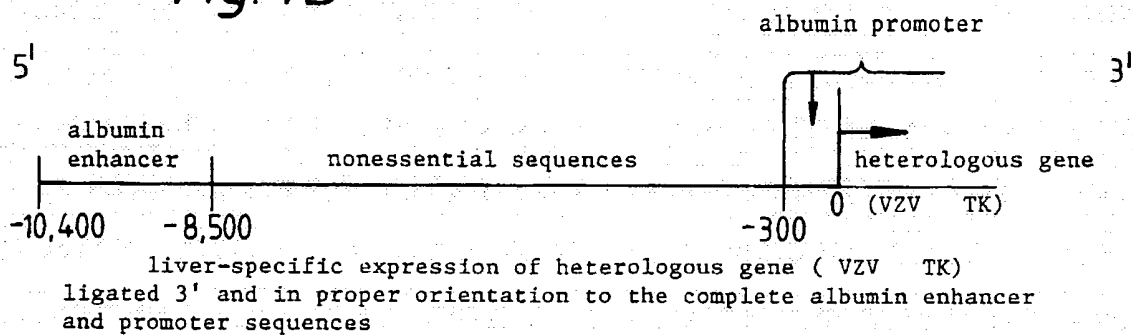 albumin promoter
5' 3'
albumin
enhancer nonessential sequences heterologous gene
-10,400 -8,500 -300 0 (VZV TK)
liver-specific expression of heterologous gene ( VZV TK)
ligated 3' and in proper orientation to the complete albumin enhancer
and promoter sequences